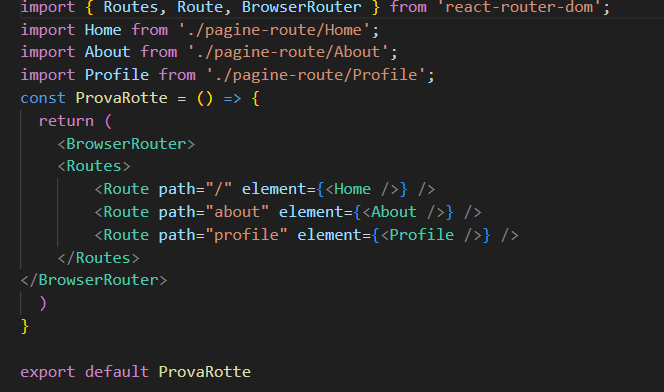 import { Routes, Route, BrowserRouter } from 'react-router-dom';
import Home from './pagine-route/Home';
import About from './pagine-route/About';
import Profile from './pagine-route/Profile';
const ProvaRotte = () => {
  return (
    <BrowserRouter>
    <Routes>
        <Route path="/" element={<Home />} />
        <Route path="about" element={<About />} />
        <Route path="profile" element={<Profile />} />
    </Routes>
</BrowserRouter>
  )
}

export default ProvaRotte